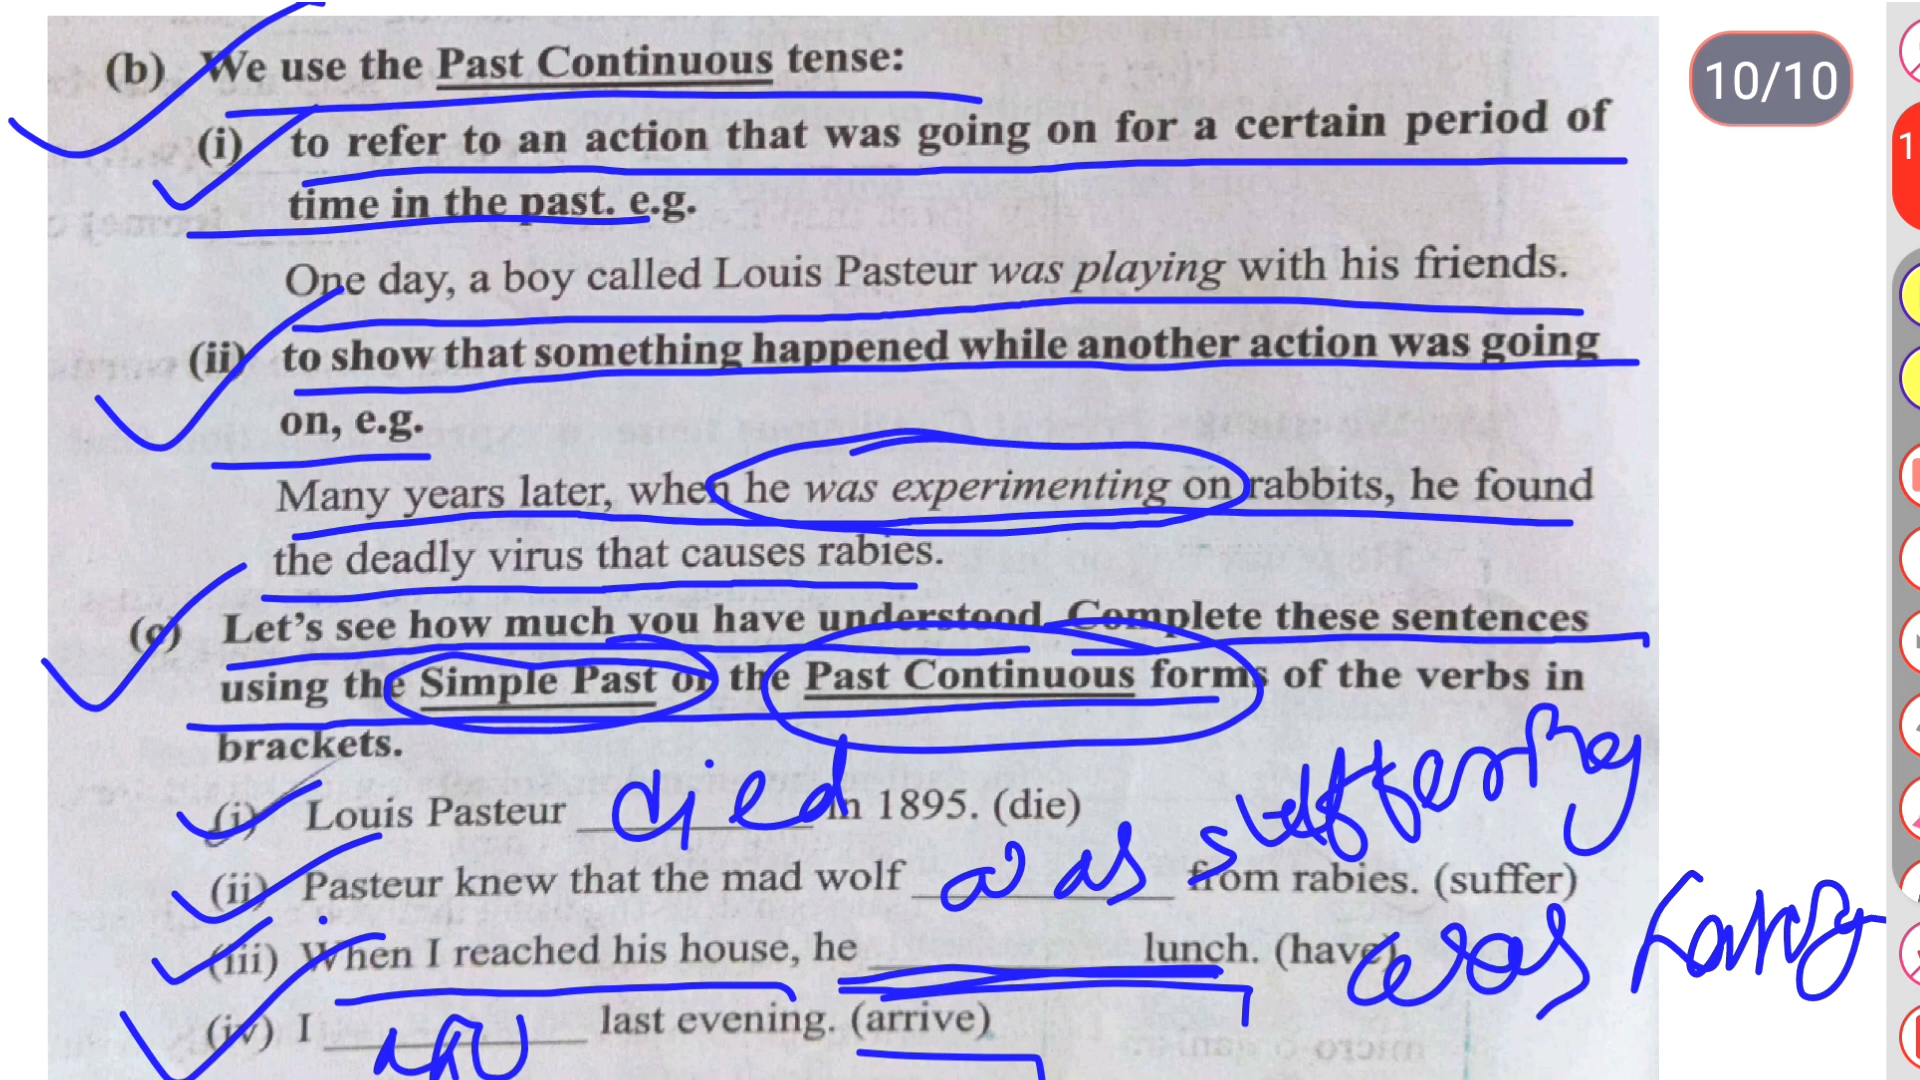 (b) We use the Past Continuous tense:
(i) to refer to an action that was going on for a certain period of
time in the past. e.g.
One day, a boy called Louis Pasteur was playing with his friends.
(ii) to show that something happened while another action was going
on, e.g.
Many years later, when he was experimenting on rabbits, he found
the deadly virus that causes rabies.
(c) Let's see how much you have understood. Complete these sentences
using the Simple Past or the Past Continuous forms of the verbs in
brackets.
(i) Louis Pasteur died in 1895. (die)
(ii) Pasteur knew that the mad wolf was suffering from rabies. (suffer)
(iii) When I reached his house, he lunch. (have) was having
(iv) I last evening. (arrive)
10/10
1